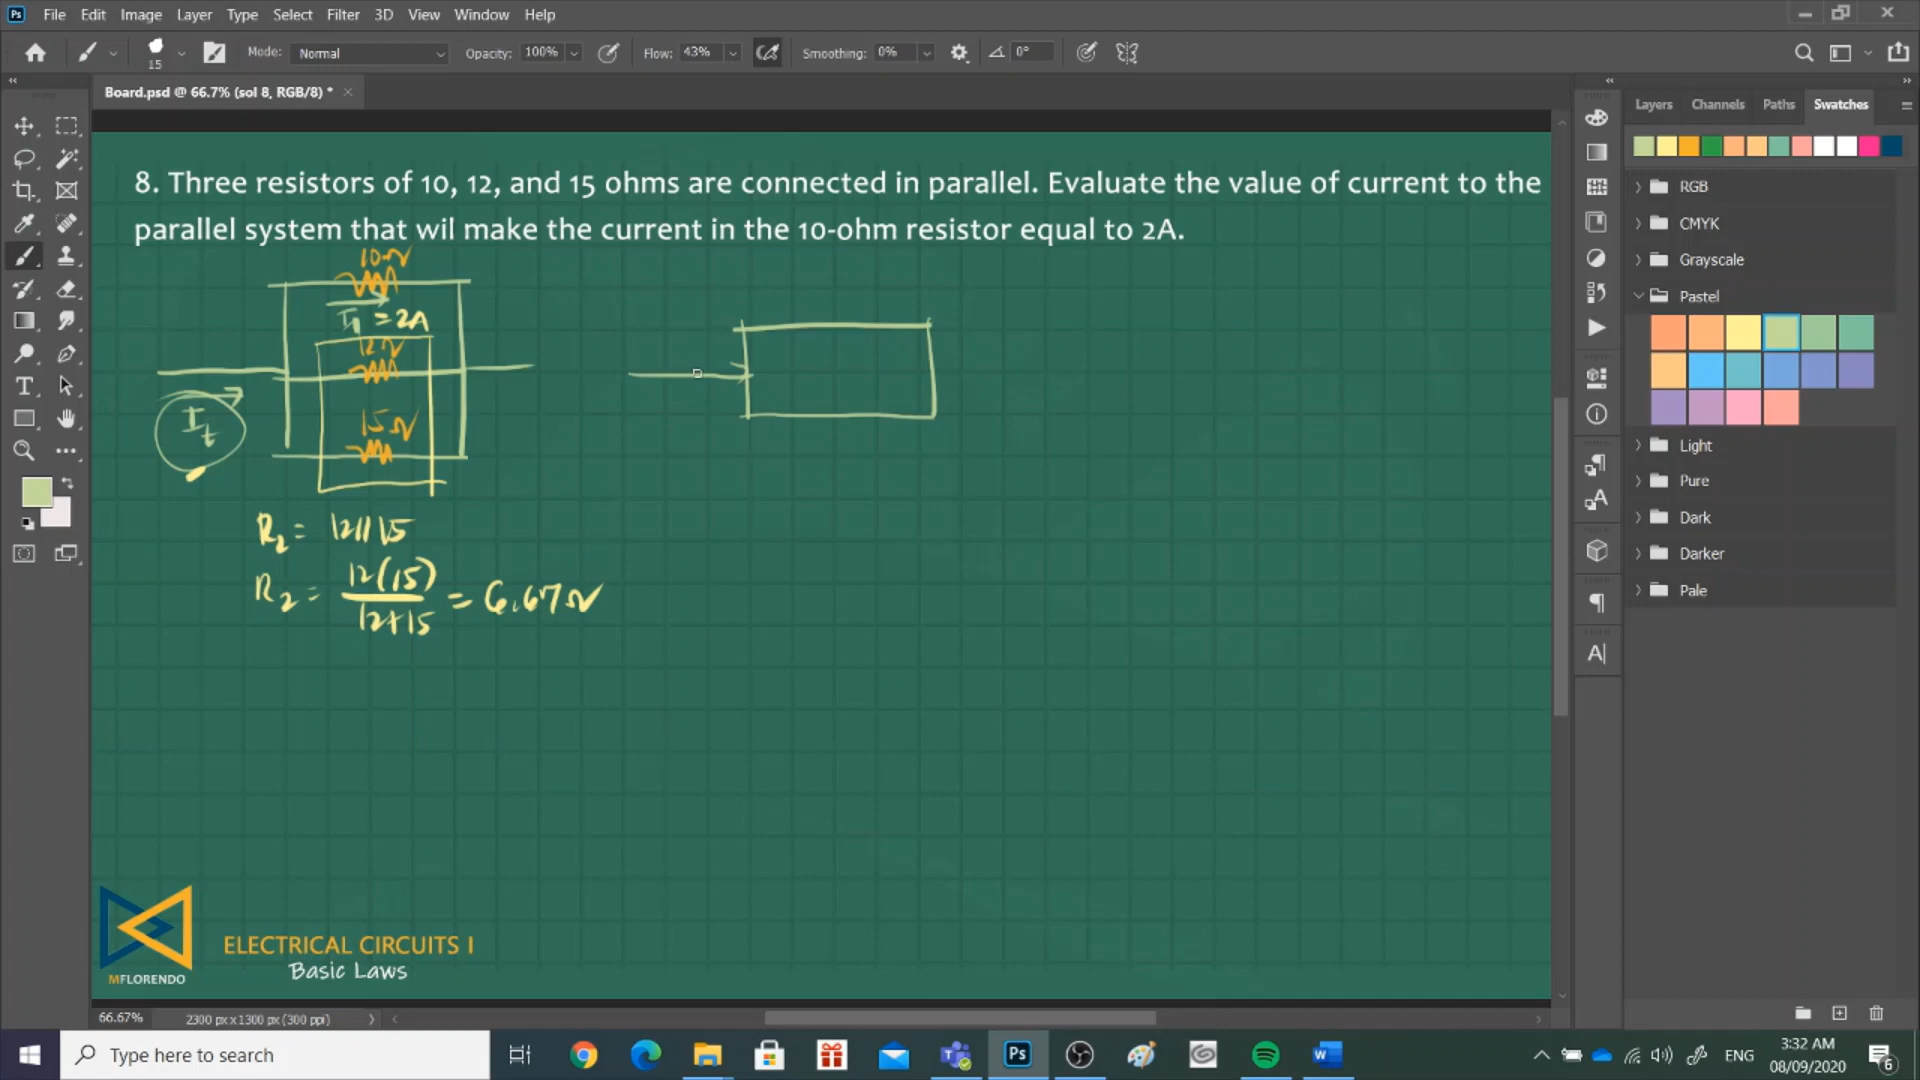 Ps File Edit Image Layer Type Select Filter 3D View Window Help
15 Mode: Normal Opacity: 100% Flow: 43% Smoothing: 0% 0°
Board.psd @ 66.7% (sol 8, RGB/8) *
Layers Channels Paths Swatches
8. Three resistors of 10, 12, and 15 ohms are connected in parallel. Evaluate the value of current to the
parallel system that wil make the current in the 10-ohm resistor equal to 2A.
RGB
CMYK
Grayscale
Pastel
Light
Pure
Dark
Darker
Pale
10Ω
I₁ = 2A
12Ω
15Ω
It
R₂ = 12||15
R₂ = 12(15) / 12+15 = 6.67Ω
MFLORENDO
ELECTRICAL CIRCUITS I
Basic Laws
66.67% 2300 px x 1300 px (300 ppi)
Type here to search
Ps
ENG
3:32 AM
08/09/2020
6